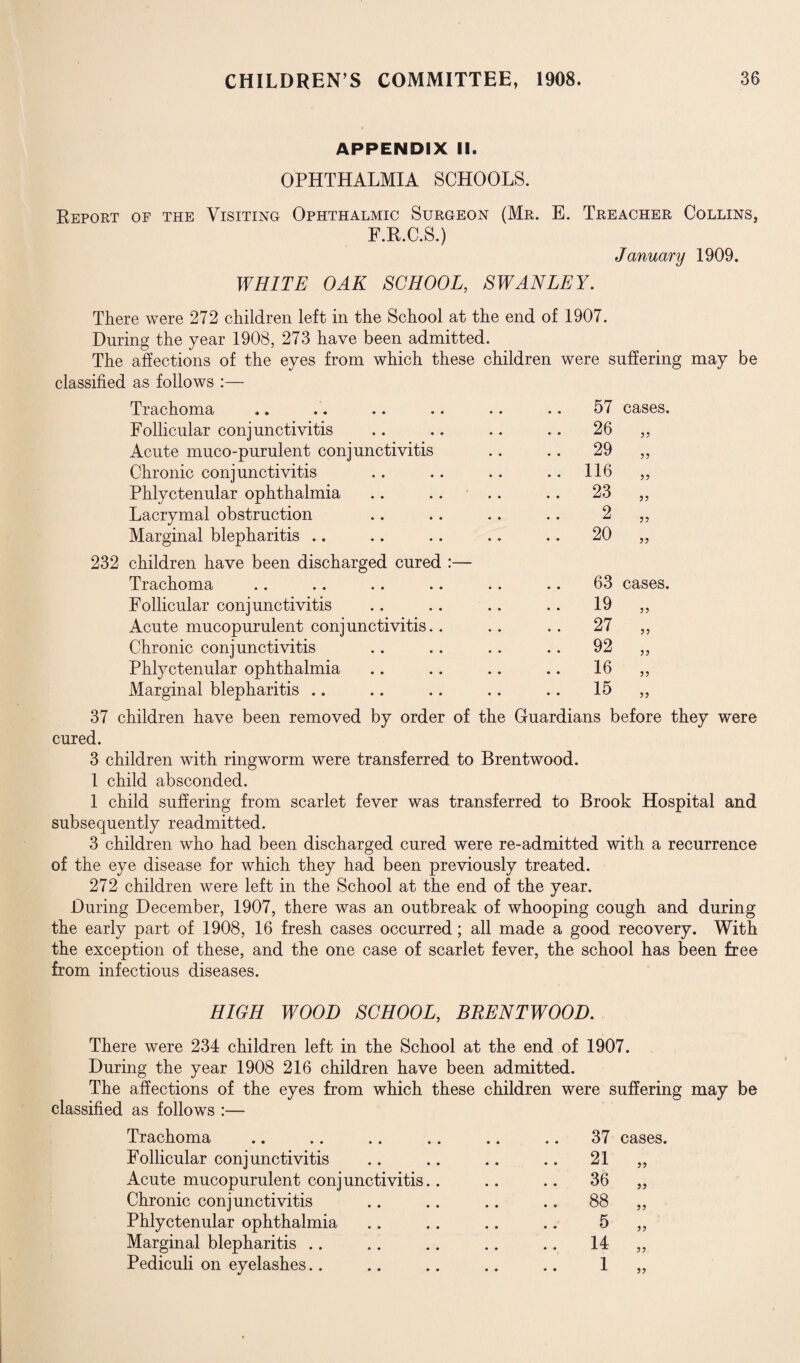 CHILDREN'S COMMITTEE, 1908. 36
APPENDIX II.
OPHTHALMIA SCHOOLS.
Report of the Visiting Ophthalmic Surgeon (Mr. E. Treacher Collins,
F.R.C.S.)
January 1909.
WHITE OAK SCHOOL, SWANLEY.
There were 272 children left in the School at the end of 1907.
During the year 1908, 273 have been admitted.
The affections of the eyes from which these children were suffering may be
classified as follows :—
Trachoma .. .. .. .. .. .. 57 cases.
Follicular conjunctivitis .. .. .. .. 26 „
Acute muco-purulent conjunctivitis .. .. 29 „
Chronic conjunctivitis .. .. .. .. 116 „
Phlyctenular ophthalmia .. .. .. .. 23 „
Lacrymal obstruction .. .. .. .. 2 „
Marginal blepharitis .. .. .. .. .. 20 „
232 children have been discharged cured :—
Trachoma .. .. .. .. .. .. 63 cases.
Follicular conjunctivitis .. .. .. .. 19 „
Acute mucopurulent conjunctivitis.. .. .. 27 „
Chronic conjunctivitis .. .. .. .. 92 „
Phlyctenular ophthalmia .. .. .. .. 16 „
Marginal blepharitis .. .. .. .. .. 15 „
37 children have been removed by order of the Guardians before they were
cured.
3 children with ringworm were transferred to Brentwood.
1 child absconded.
1 child suffering from scarlet fever was transferred to Brook Hospital and
subsequently readmitted.
3 children who had been discharged cured were re-admitted with a recurrence
of the eye disease for which they had been previously treated.
272 children were left in the School at the end of the year.
During December, 1907, there was an outbreak of whooping cough and during
the early part of 1908, 16 fresh cases occurred ; all made a good recovery. With
the exception of these, and the one case of scarlet fever, the school has been free
from infectious diseases.
HIGH WOOD SCHOOL, BRENTWOOD.
There were 234 children left in the School at the end of 1907.
During the year 1908 216 children have been admitted.
The affections of the eyes from which these children were suffering may be
classified as follows :—
Trachoma .. .. .. .. .. .. 37 cases.
Follicular conjunctivitis .. .. .. .. 21 „
Acute mucopurulent conjunctivitis.. .. .. 36 „
Chronic conjunctivitis .. .. .. .. 88 „
Phlyctenular ophthalmia .. .. .. .. 5 „
Marginal blepharitis .. .. .. .. .. 14 „
Pediculi on eyelashes.. .. .. .. .. 1 „